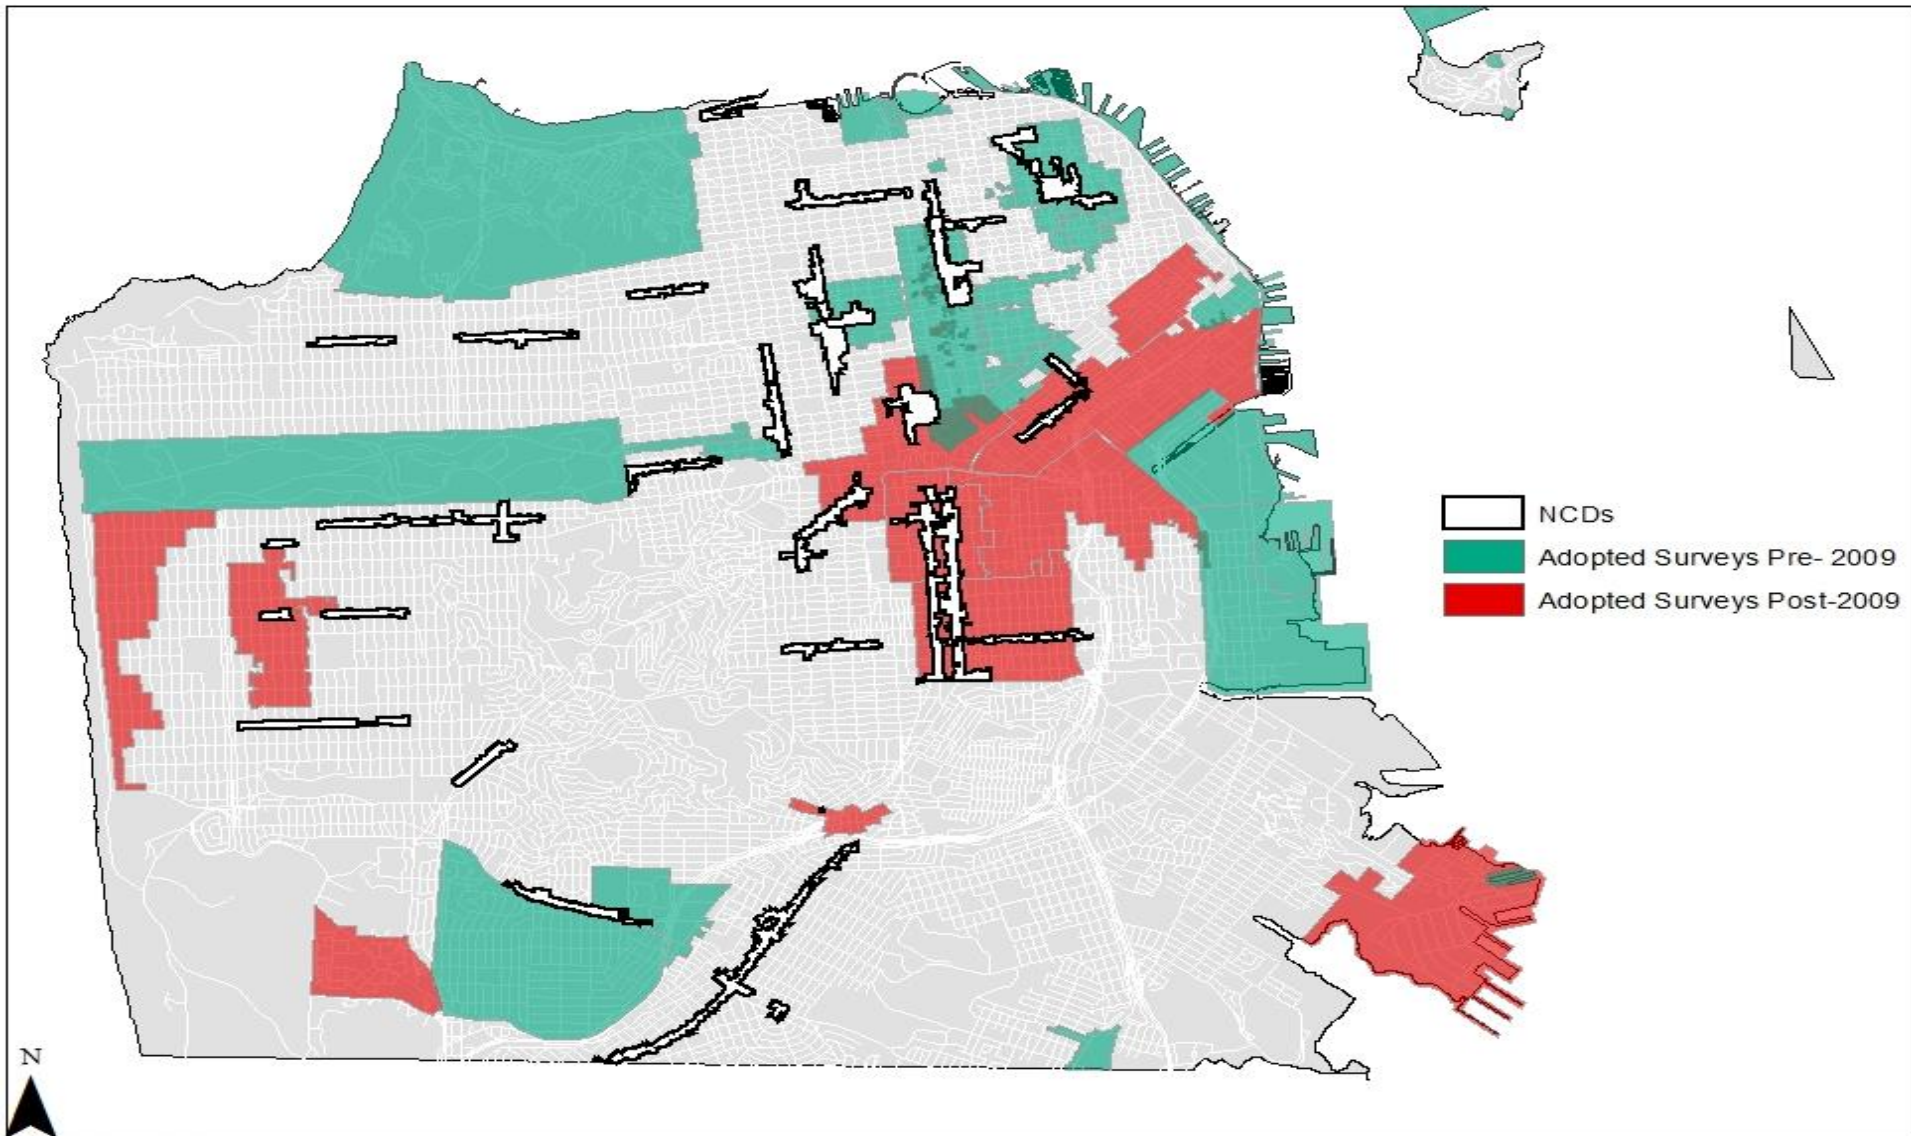 NCDs
Adopted Surveys Pre- 2009
Adopted Surveys Post-2009
N